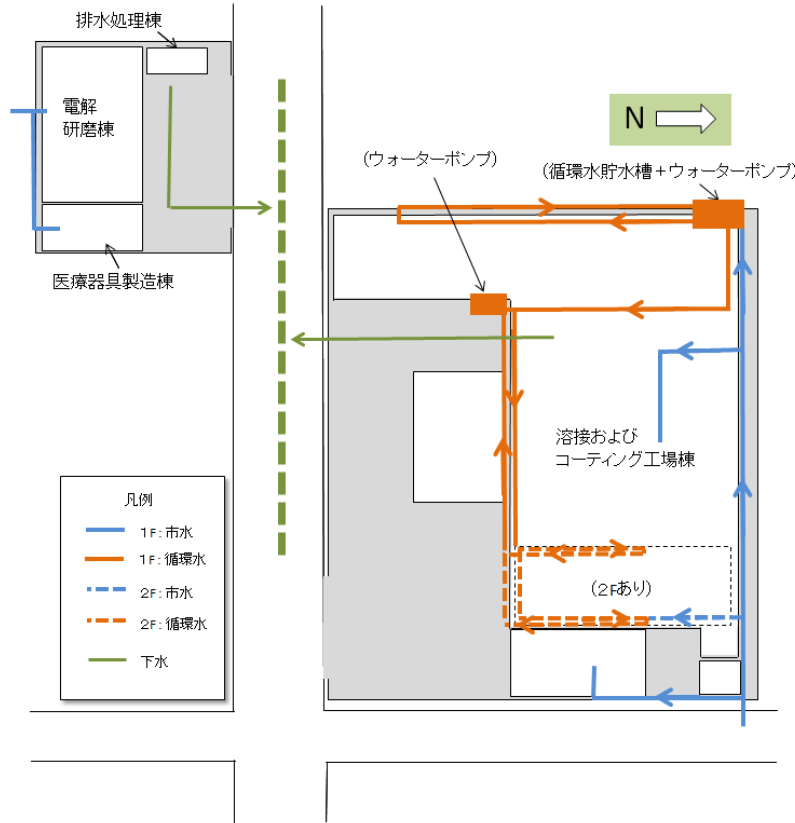 排水処理棟
電解
研磨棟
N
(ウォーターポンプ)
(循環水貯水槽+ウォーターポンプ)
医療器具製造棟
溶接および
コーティング工場棟
凡例
1F:市水
1F:循環水
2F:市水
2F:循環水
下水
(2Fあり)